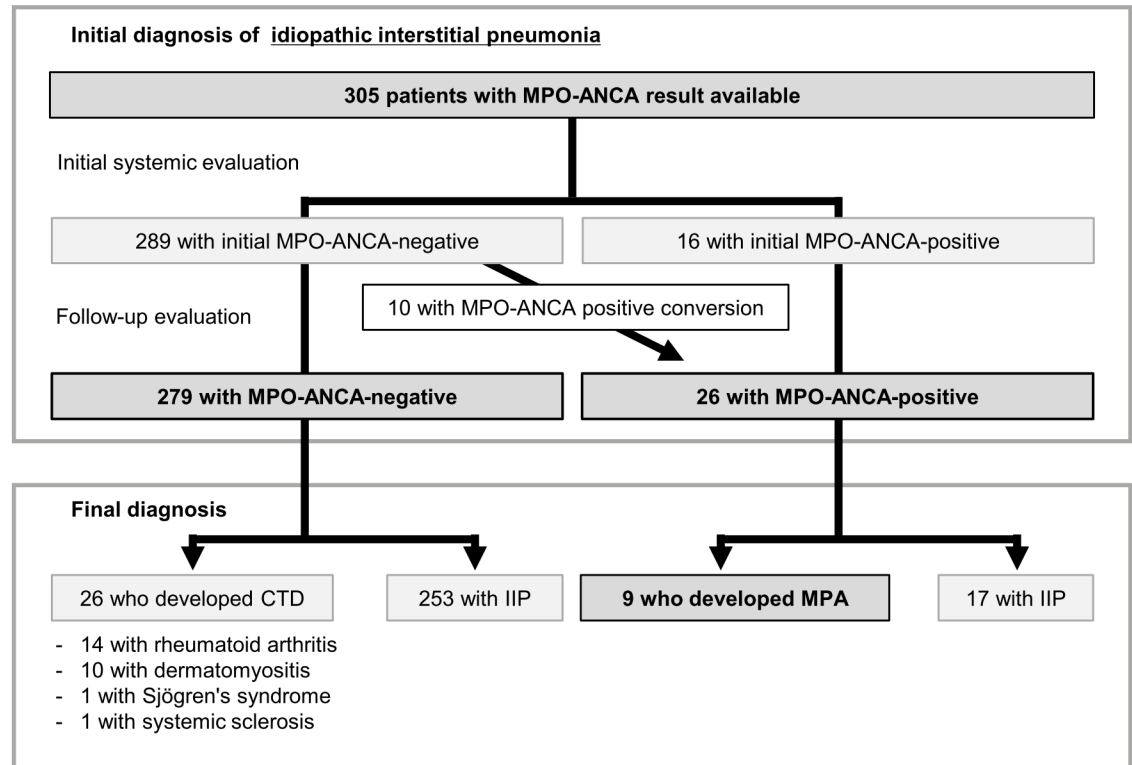 Initial diagnosis of idiopathic interstitial pneumonia
305 patients with MPO-ANCA result available
Initial systemic evaluation
289 with initial MPO-ANCA-negative
16 with initial MPO-ANCA-positive
10 with MPO-ANCA positive conversion
Follow-up evaluation
279 with MPO-ANCA-negative
26 with MPO-ANCA-positive
Final diagnosis
26 who developed CTD
253 with IIP
9 who developed MPA
17 with IIP
- 14 with rheumatoid arthritis
- 10 with dermatomyositis
- 1 with Sjögren's syndrome
- 1 with systemic sclerosis